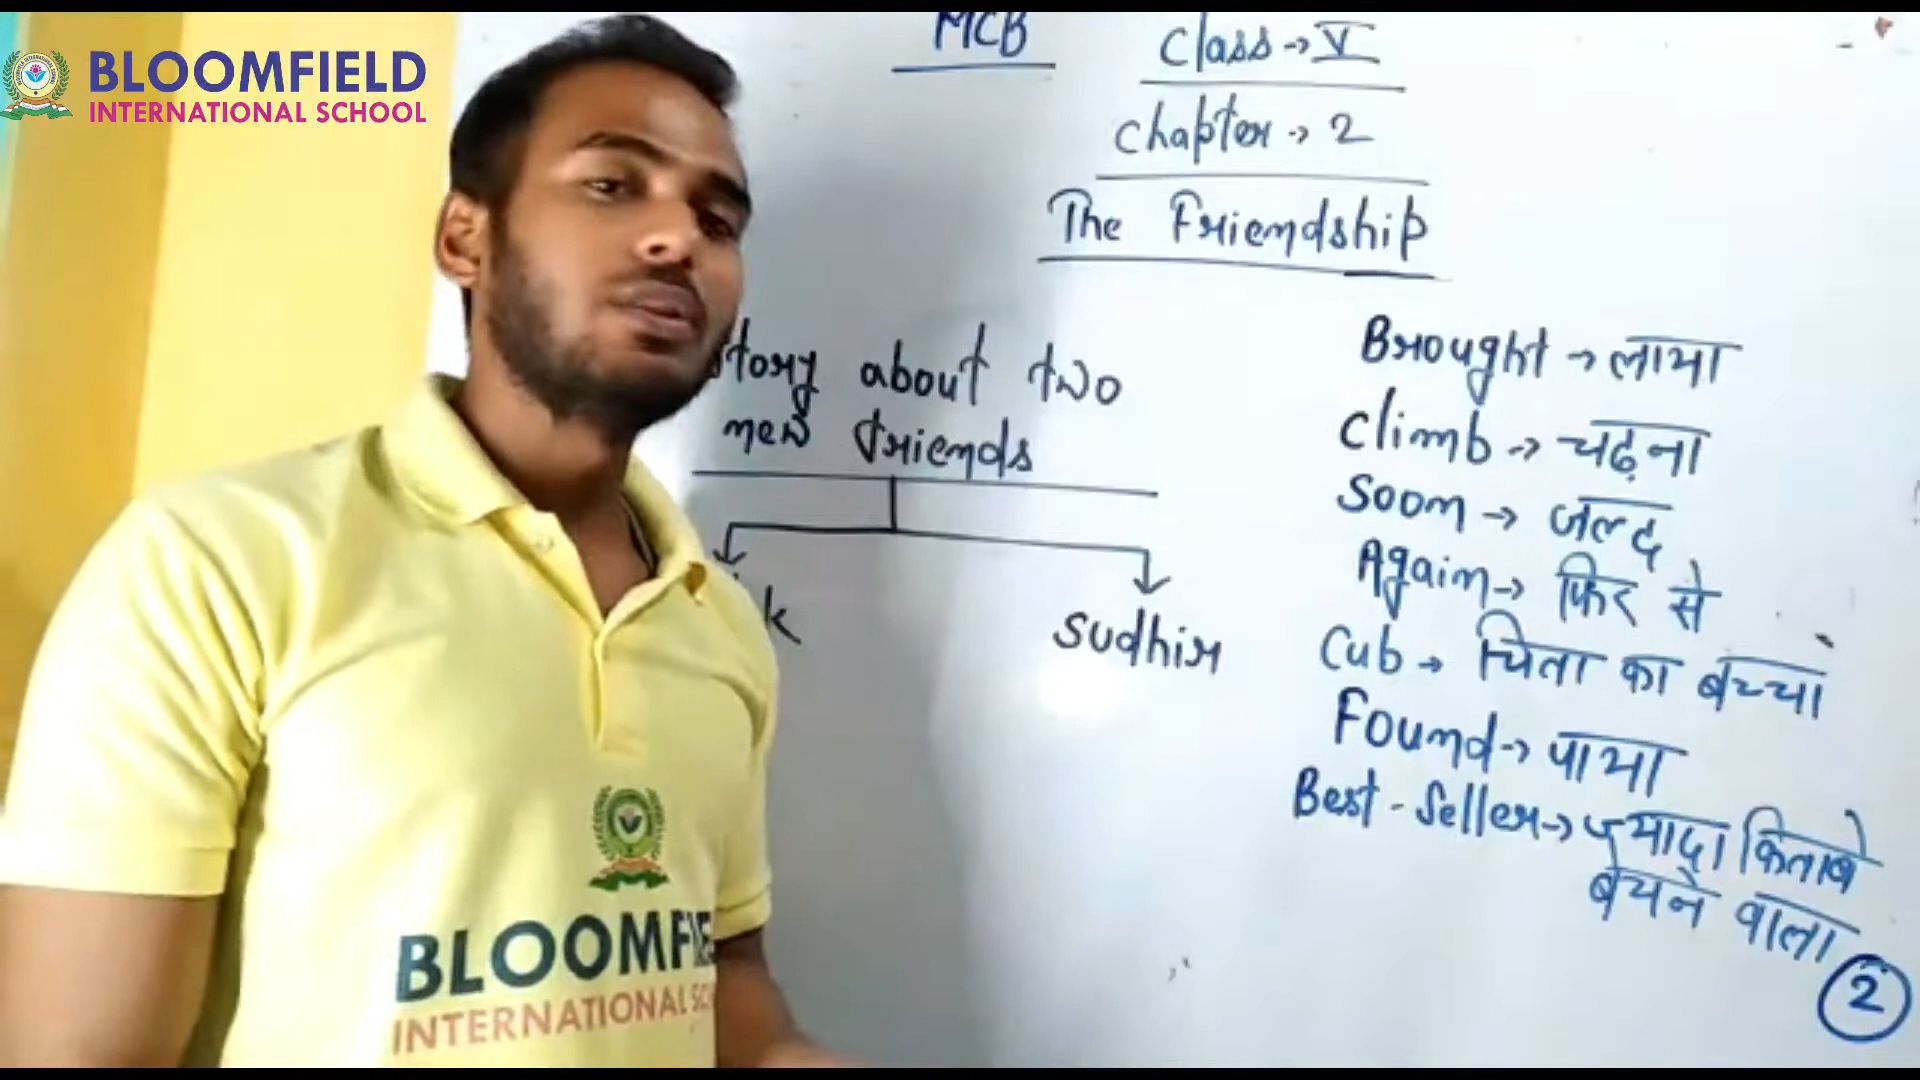 BLOOMFIELD
INTERNATIONAL SCHOOL
MCB
Class → V
Chapter → 2
The Friendship
Story about two
new friends
k
Sudhir
Brought → लाया
Climb → चढ़ना
Soon → जल्द
Again → फिर से
Cub → चिता का बच्चा
Found → पाया
Best - Seller → ज्यादा किताबे
बेचने वाला
2
BLOOMFIE
INTERNATIONAL SC